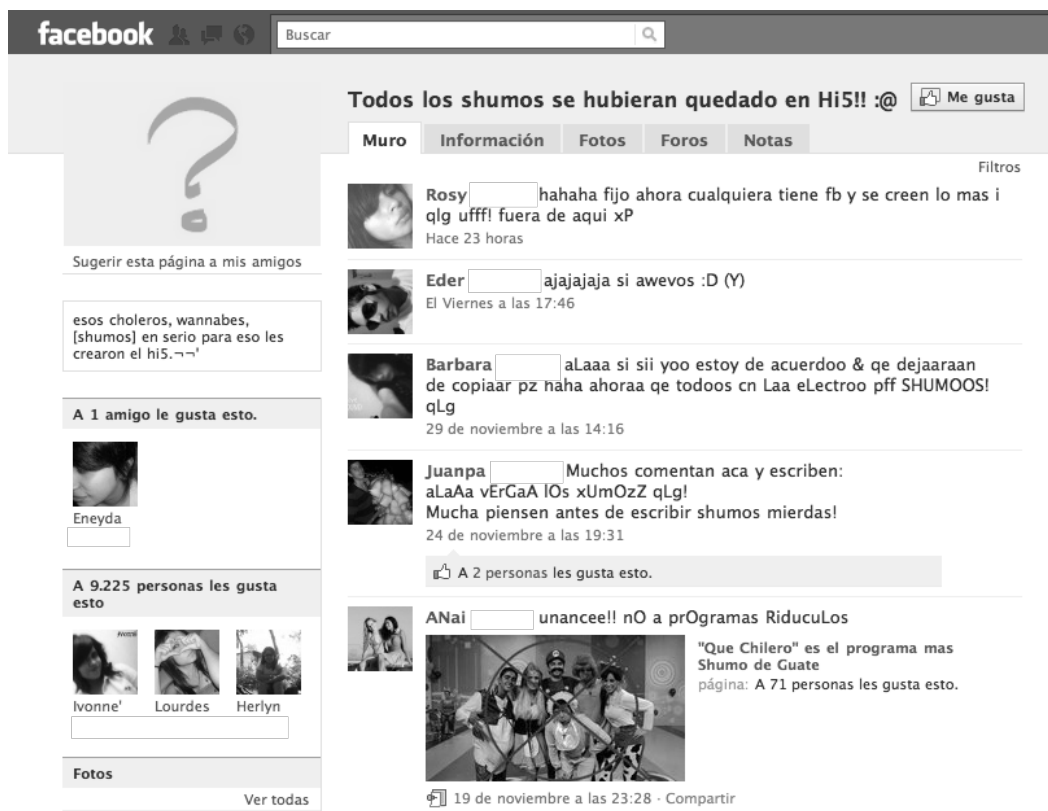 facebook
Buscar
Todos los shumos se hubieran quedado en Hi5!! :@
Me gusta
Muro Información Fotos Foros Notas
Filtros
Sugerir esta página a mis amigos
esos choleros, wannabes,
[shumos] en serio para eso les
crearon el hi5.¬¬'
A 1 amigo le gusta esto.
Eneyda
A 9.225 personas les gusta
esto
Ivonne' Lourdes Herlyn
Fotos
Ver todas
Rosy hahaha fijo ahora cualquiera tiene fb y se creen lo mas i
qlg ufff! fuera de aqui xP
Hace 23 horas
Eder ajajajaja si awevos :D (Y)
El Viernes a las 17:46
Barbara aLaaa si sii yoo estoy de acuerdoo & qe dejaaraan
de copiaar pz haha ahoraa qe todoos cn Laa eLectroo pff SHUMOOS!
qLg
29 de noviembre a las 14:16
Juanpa Muchos comentan aca y escriben:
aLaAa vErGaA lOs xUmOzZ qLg!
Mucha piensen antes de escribir shumos mierdas!
24 de noviembre a las 19:31
A 2 personas les gusta esto.
ANai unancee!! nO a prOgramas RiducuLos
"Que Chilero" es el programa mas
Shumo de Guate
página: A 71 personas les gusta esto.
19 de noviembre a las 23:28 · Compartir